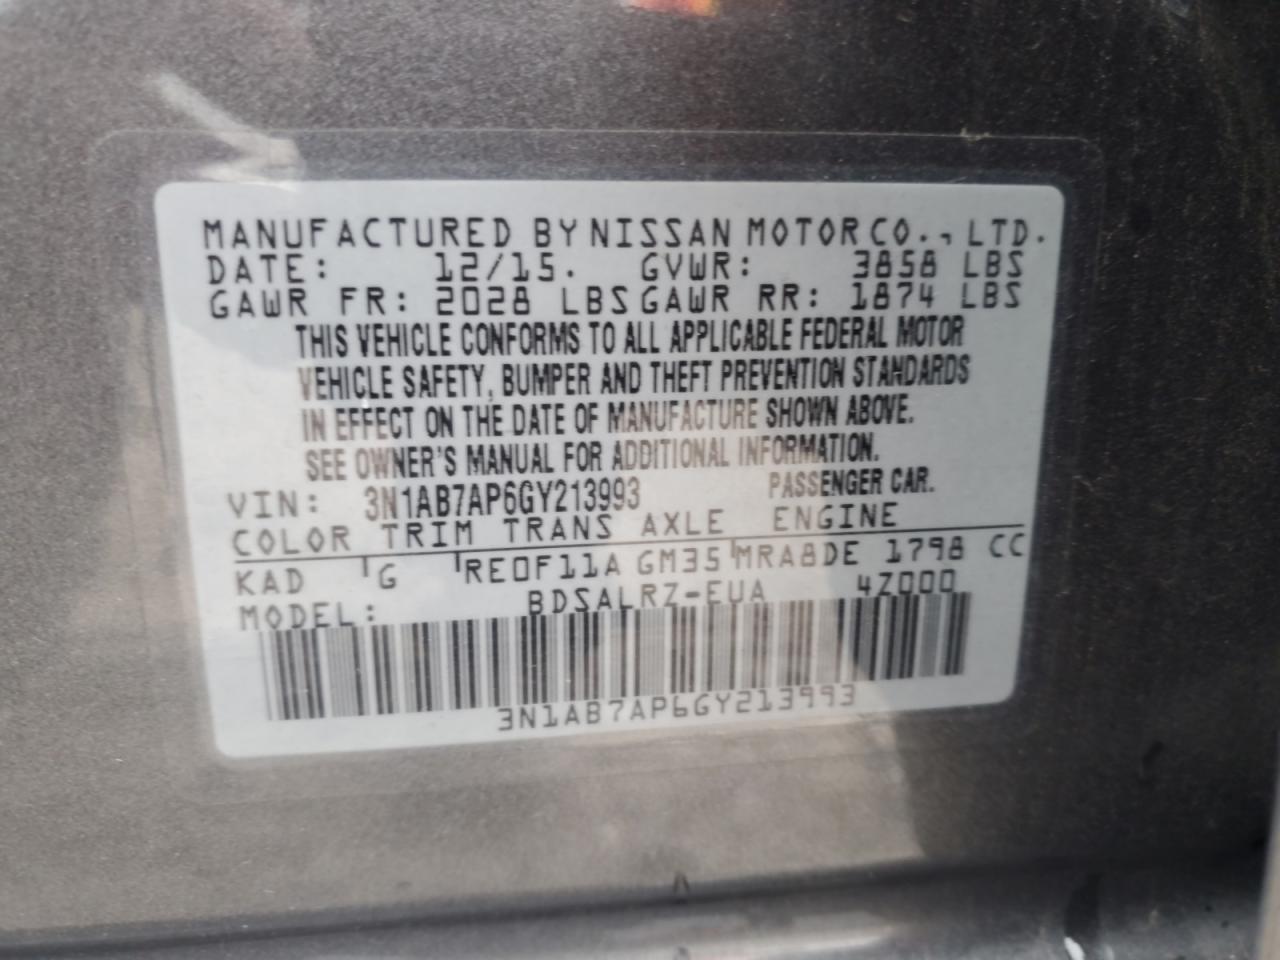 MANUFACTURED BY NISSAN MOTOR CO., LTD.
DATE: 12/15. GVWR: 3858 LBS
GAWR FR: 2028 LBS GAWR RR: 1874 LBS
THIS VEHICLE CONFORMS TO ALL APPLICABLE FEDERAL MOTOR
VEHICLE SAFETY, BUMPER AND THEFT PREVENTION STANDARDS
IN EFFECT ON THE DATE OF MANUFACTURE SHOWN ABOVE.
SEE OWNER'S MANUAL FOR ADDITIONAL INFORMATION.
VIN: 3N1AB7AP6GY213993 PASSENGER CAR.
COLOR TRIM TRANS AXLE ENGINE
KAD G RE0F11A GM35 MRA8DE 1798 CC
MODEL: BDSALRZ-EUA 4Z000
3N1AB7AP6GY213993